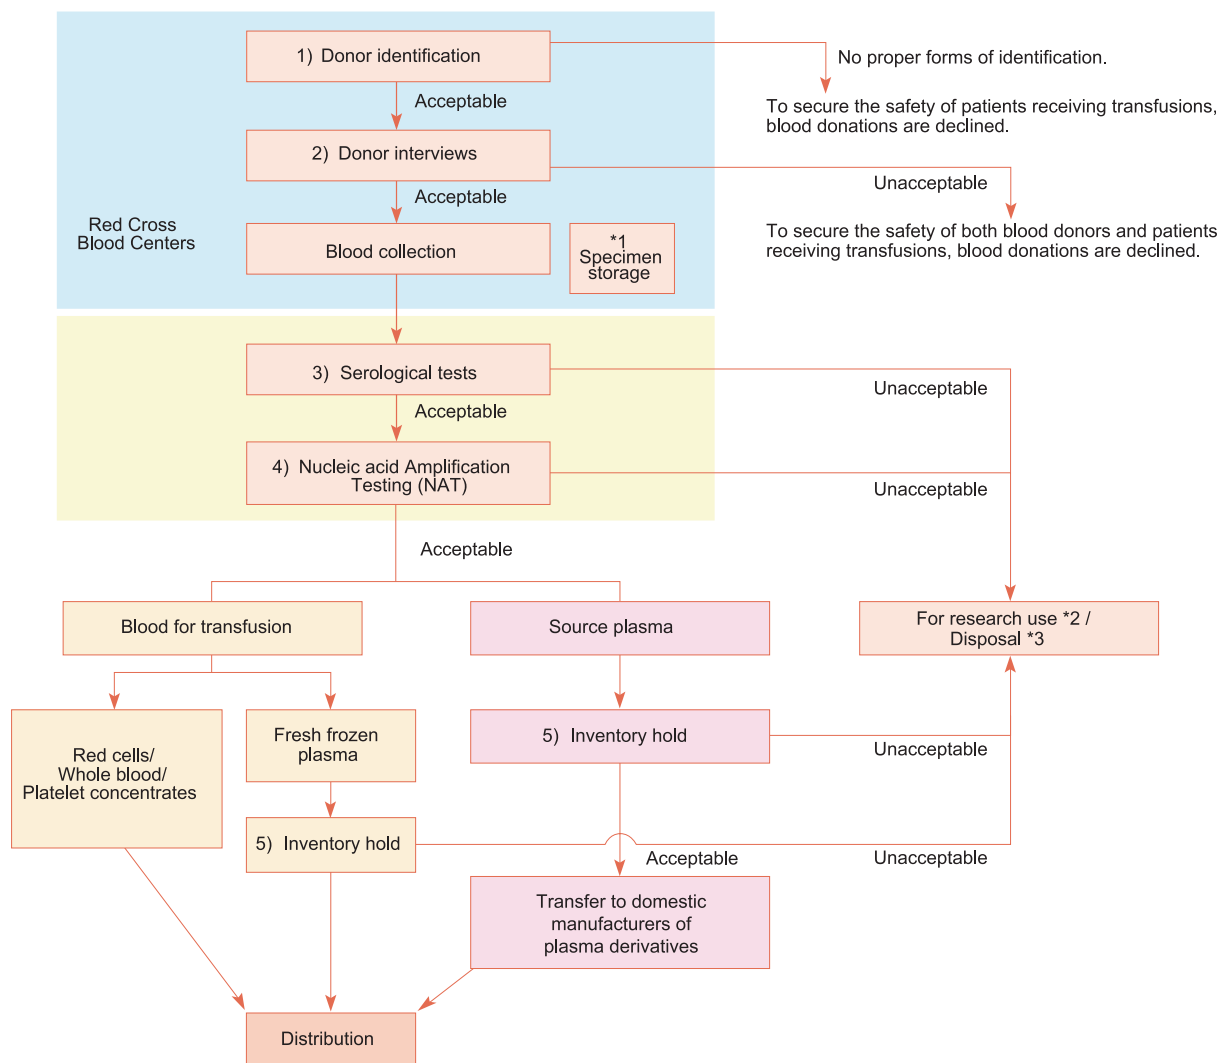 1) Donor identification
No proper forms of identification.
Acceptable
To secure the safety of patients receiving transfusions,
blood donations are declined.
2) Donor interviews
Unacceptable
Acceptable
Red Cross
Blood Centers
To secure the safety of both blood donors and patients
receiving transfusions, blood donations are declined.
Blood collection
*1
Specimen
storage
3) Serological tests
Unacceptable
Acceptable
4) Nucleic acid Amplification
Testing (NAT)
Unacceptable
Acceptable
Blood for transfusion
Source plasma
For research use *2 /
Disposal *3
Red cells/
Whole blood/
Platelet concentrates
Fresh frozen
plasma
5) Inventory hold
Unacceptable
5) Inventory hold
Acceptable
Unacceptable
Transfer to domestic
manufacturers of
plasma derivatives
Distribution